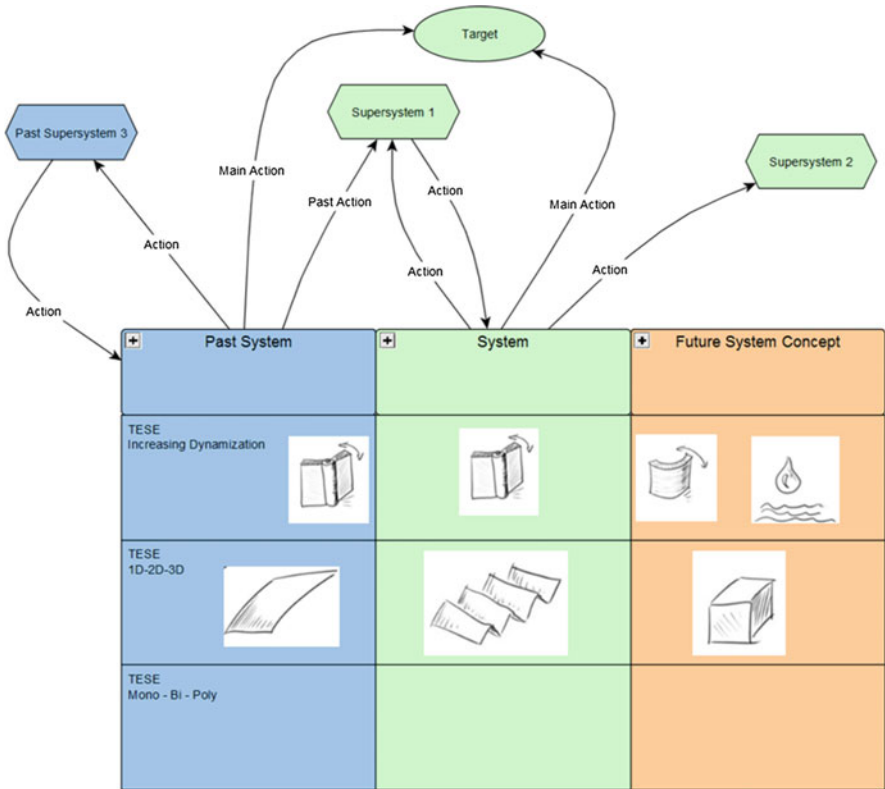 Target
Supersystem 1
Past Supersystem 3
Supersystem 2
Main Action
Past Action
Action
Main Action
Action
Action
Action
Action
Past System
System
Future System Concept
TESE
Increasing Dynamization
TESE
1D-2D-3D
TESE
Mono - Bi - Poly